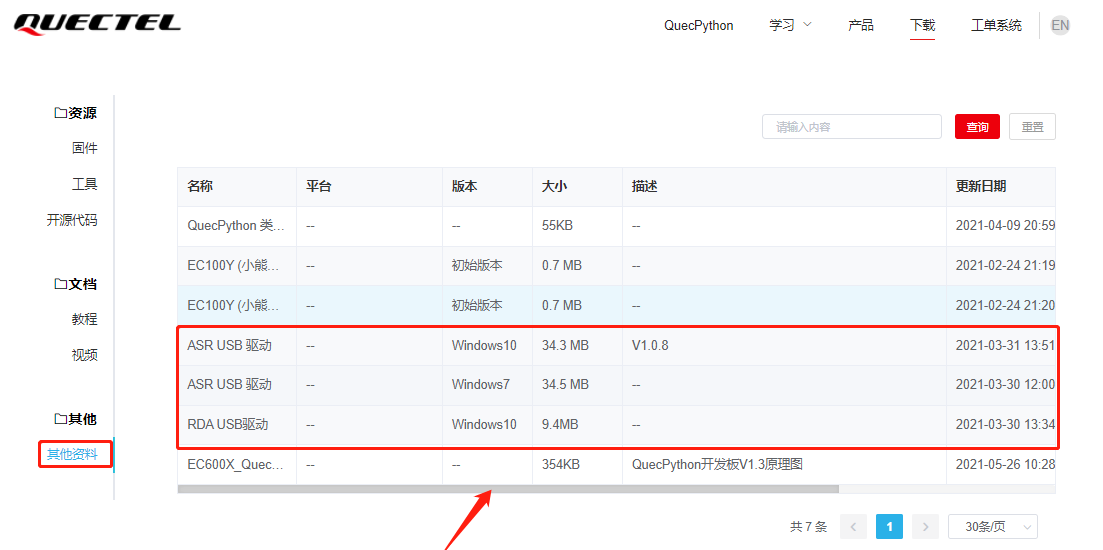 QUECTEL
QuecPython 学习 产品 下载 工单系统 EN
资源
固件
工具
开源代码
文档
教程
视频
其他
其他资料
请输入内容 查询 重置
名称 平台 版本 大小 描述 更新日期
QuecPython 类... -- -- 55KB -- 2021-04-09 20:59
EC100Y (小熊... -- 初始版本 0.7 MB -- 2021-02-24 21:19
EC100Y (小熊... -- 初始版本 0.7 MB -- 2021-02-24 21:20
ASR USB 驱动 -- Windows10 34.3 MB V1.0.8 2021-03-31 13:51
ASR USB 驱动 -- Windows7 34.5 MB -- 2021-03-30 12:00
RDA USB驱动 -- Windows10 9.4MB -- 2021-03-30 13:34
EC600X_Quec... -- -- 354KB QuecPython开发板V1.3原理图 2021-05-26 10:28
共 7 条 1 30条/页